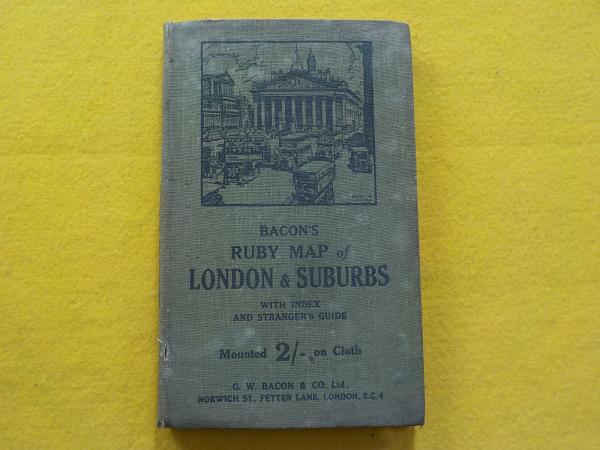 BACON'S
RUBY MAP of
LONDON & SUBURBS
WITH INDEX
AND STRANGER'S GUIDE
Mounted 2/- on Cloth
G. W. BACON & CO. Ltd.,
NORWICH ST., FETTER LANE, LONDON, E.C. 4